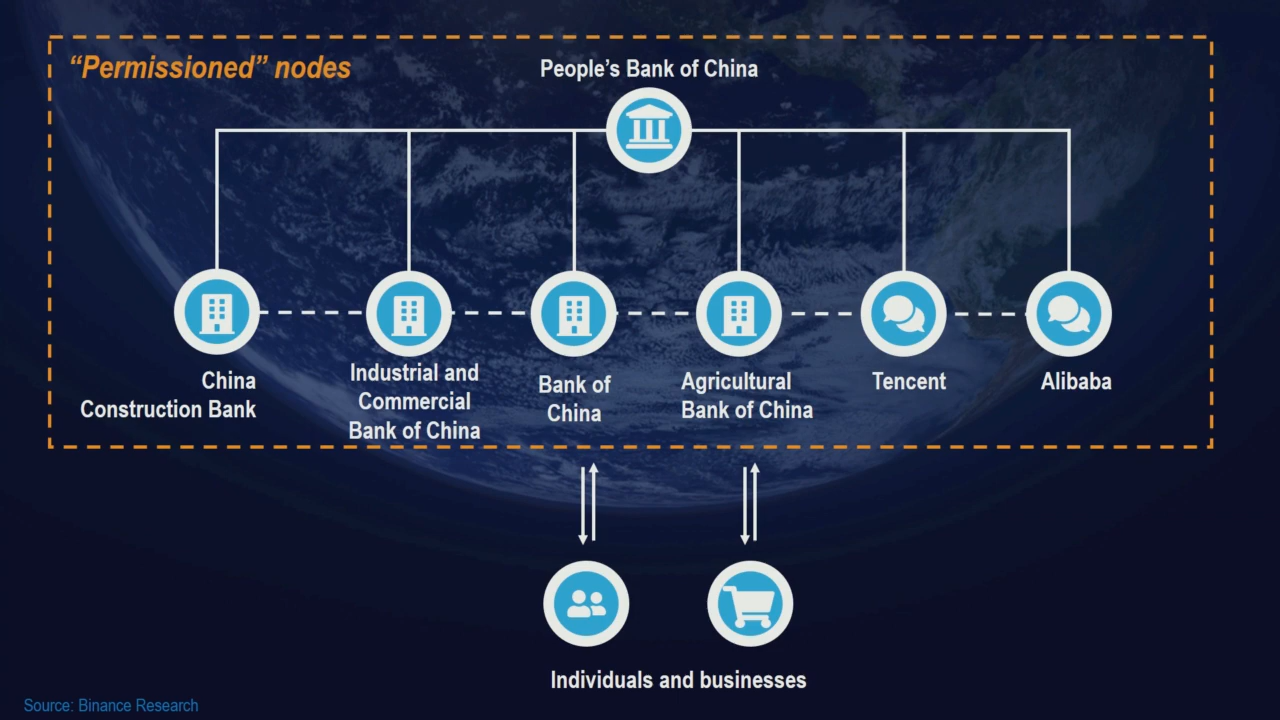 “Permissioned” nodes
People’s Bank of China
China
Construction Bank
Industrial and
Commercial
Bank of China
Bank of
China
Agricultural
Bank of China
Tencent
Alibaba
Individuals and businesses
Source: Binance Research